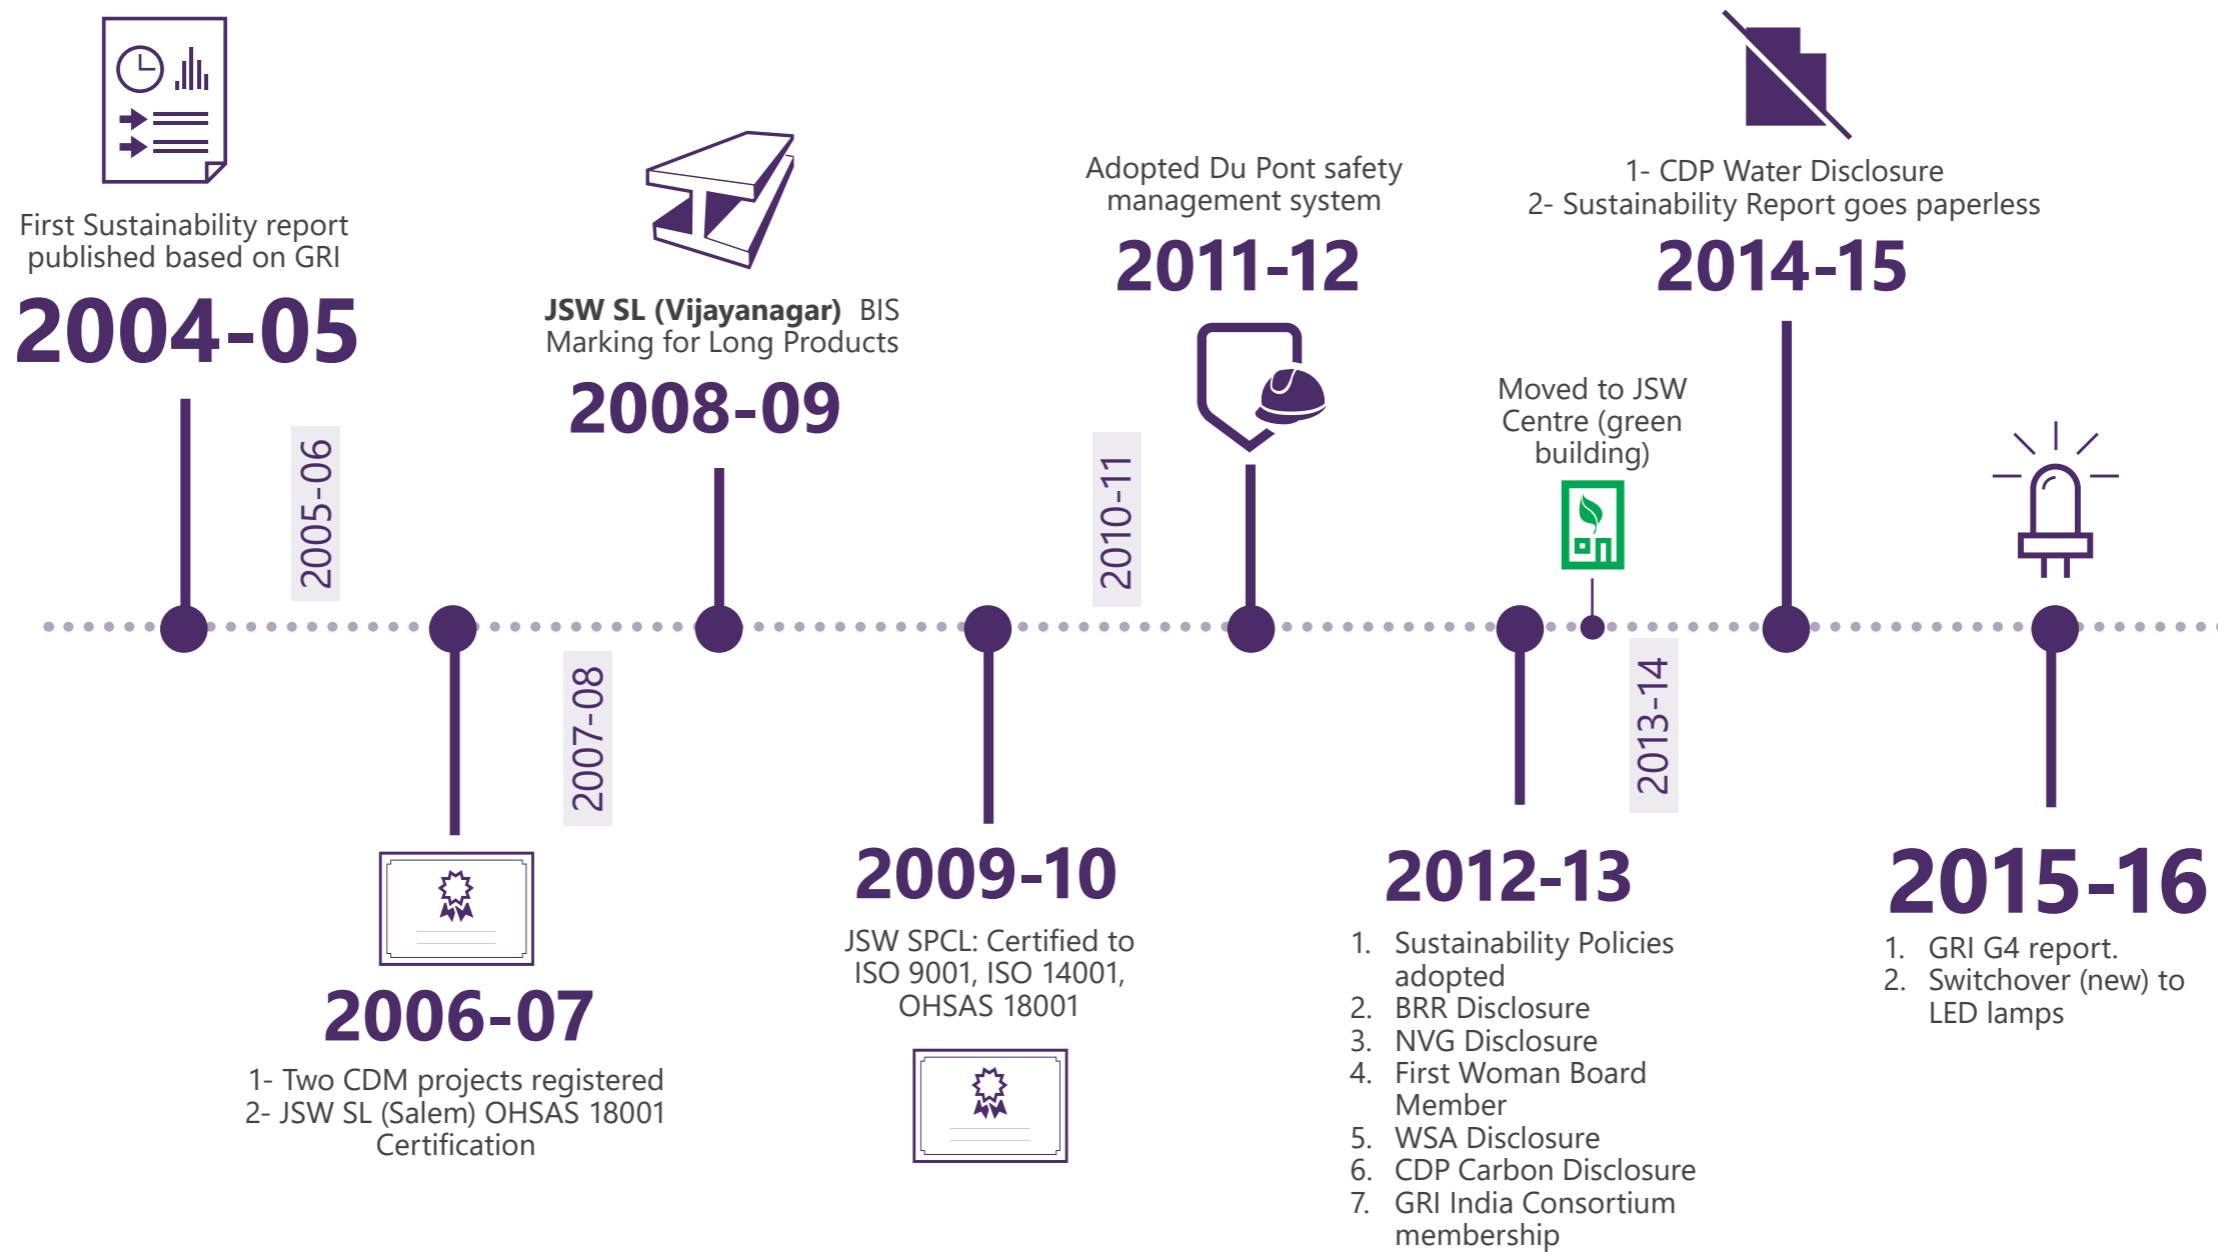 First Sustainability report
published based on GRI
2004-05
2005-06
1- Two CDM projects registered
2- JSW SL (Salem) OHSAS 18001
Certification
2006-07
2007-08
JSW SL (Vijayanagar) BIS
Marking for Long Products
2008-09
2009-10
JSW SPCL: Certified to
ISO 9001, ISO 14001,
OHSAS 18001
2010-11
Adopted Du Pont safety
management system
2011-12
2012-13
1. Sustainability Policies
adopted
2. BRR Disclosure
3. NVG Disclosure
4. First Woman Board
Member
5. WSA Disclosure
6. CDP Carbon Disclosure
7. GRI India Consortium
membership
Moved to JSW
Centre (green
building)
2013-14
1- CDP Water Disclosure
2- Sustainability Report goes paperless
2014-15
2015-16
1. GRI G4 report.
2. Switchover (new) to
LED lamps